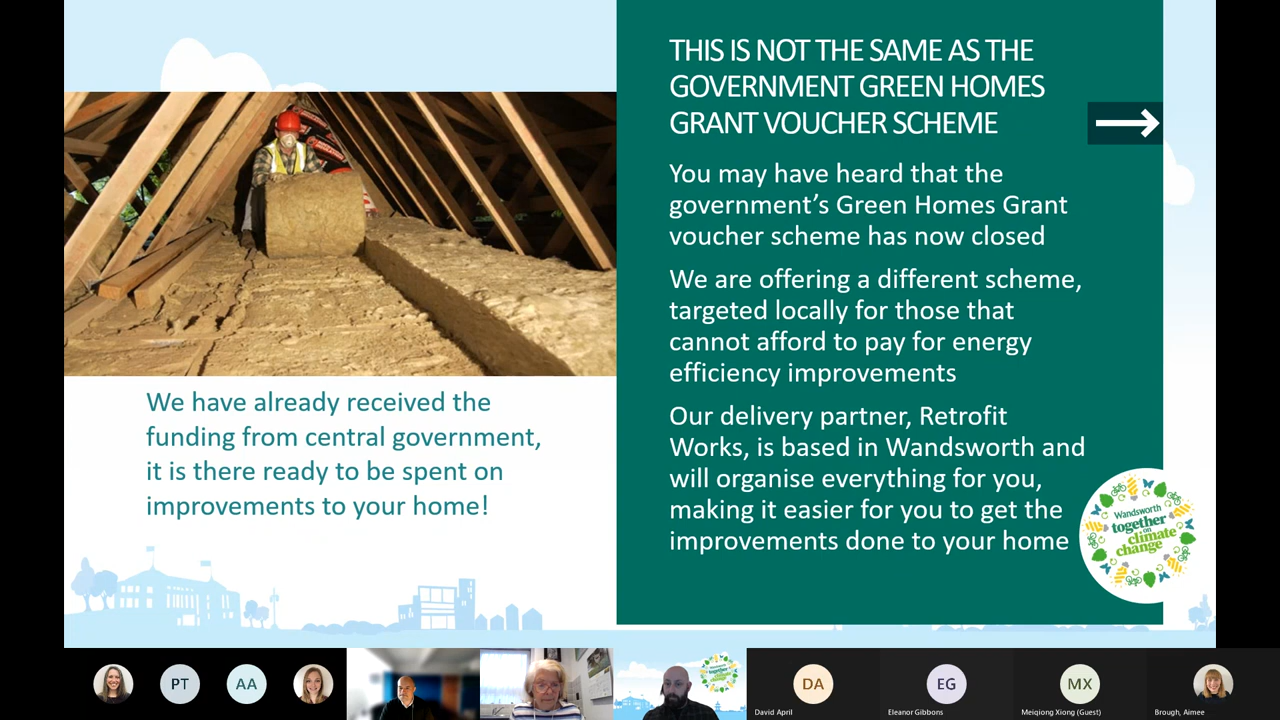 THIS IS NOT THE SAME AS THE
GOVERNMENT GREEN HOMES
GRANT VOUCHER SCHEME
You may have heard that the
government’s Green Homes Grant
voucher scheme has now closed
We are offering a different scheme,
targeted locally for those that
cannot afford to pay for energy
efficiency improvements
Our delivery partner, Retrofit
Works, is based in Wandsworth and
will organise everything for you,
making it easier for you to get the
improvements done to your home
We have already received the
funding from central government,
it is there ready to be spent on
improvements to your home!
Wandsworth
together
on
climate
change
PT
AA
together
climate
change
DA
David April
EG
Eleanor Gibbons
MX
Meiqiong Xiong (Guest)
Brough, Aimee